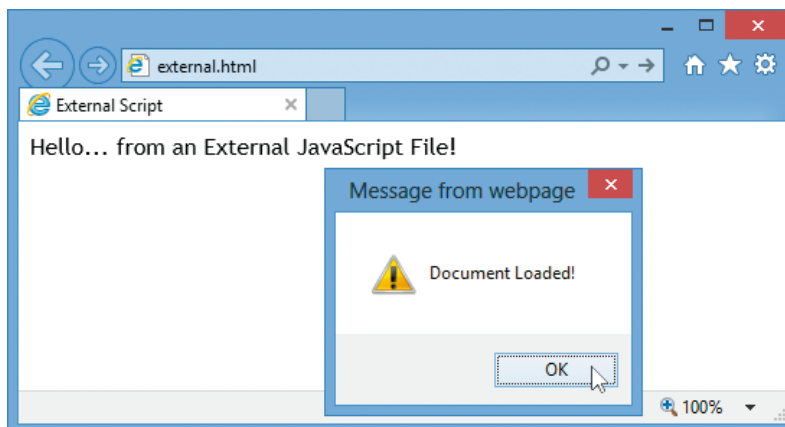 external.html
External Script
Hello... from an External JavaScript File!
Message from webpage
Document Loaded!
OK
100%